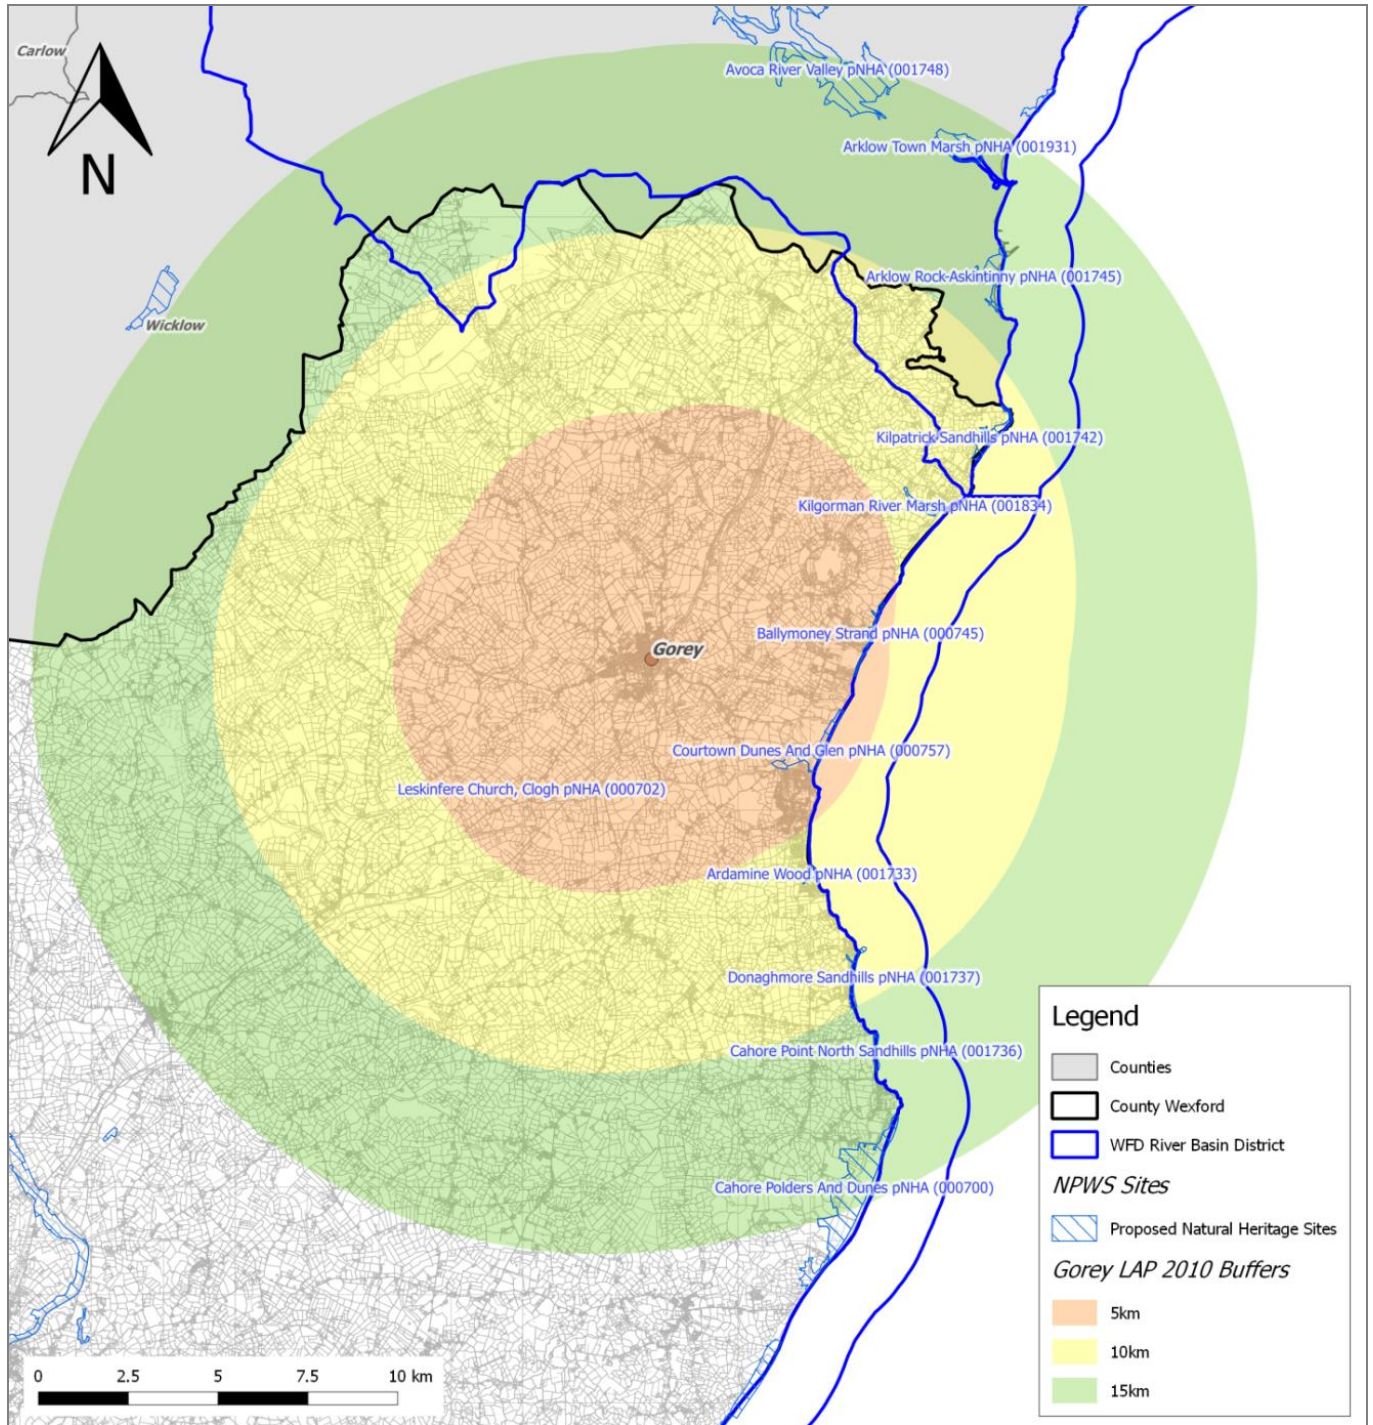 Carlow
N
Avoca River Valley pNHA (001748)
Arklow Town Marsh pNHA (001931)
Arklow Rock-Askintinny pNHA (001745)
Wicklow
Kilpatrick Sandhills pNHA (001742)
Kilgorman River Marsh pNHA (001834)
Ballymoney Strand pNHA (000745)
Gorey
Courtown Dunes And Glen pNHA (000757)
Leskinfere Church, Clogh pNHA (000702)
Ardamine Wood pNHA (001733)
Donaghmore Sandhills pNHA (001737)
Cahore Point North Sandhills pNHA (001736)
Cahore Polders And Dunes pNHA (000700)
Legend
Counties
County Wexford
WFD River Basin District
NPWS Sites
Proposed Natural Heritage Sites
Gorey LAP 2010 Buffers
5km
10km
15km
0 2.5 5 7.5 10 km